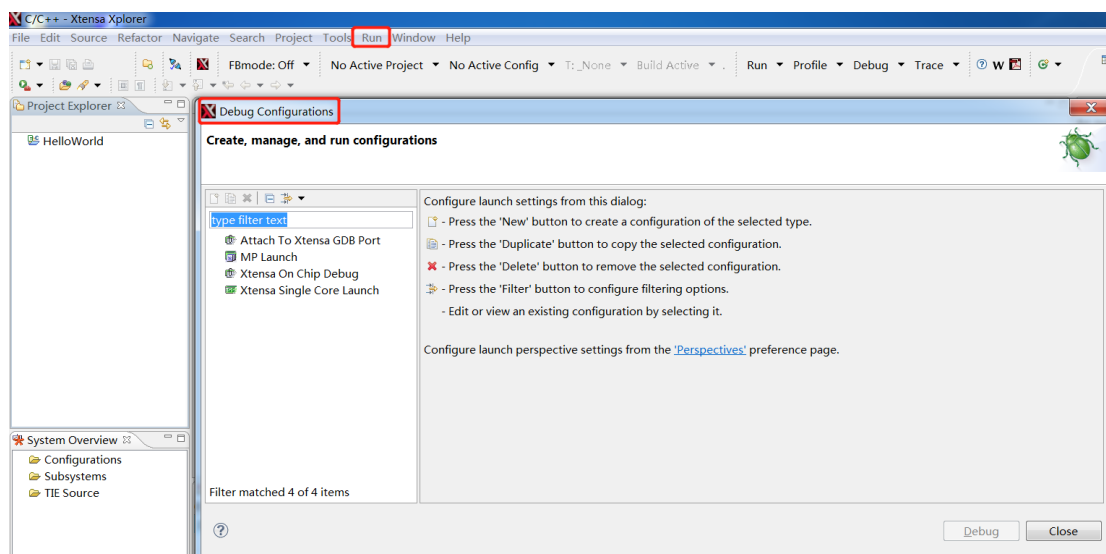 C/C++ - Xtensa Xplorer
File Edit Source Refactor Navigate Search Project Tools Run Window Help
FBmode: Off No Active Project No Active Config T:_None Build Active . Run Profile Debug Trace W
Project Explorer
HelloWorld
Debug Configurations
Create, manage, and run configurations
type filter text
Attach To Xtensa GDB Port
MP Launch
Xtensa On Chip Debug
Xtensa Single Core Launch
Filter matched 4 of 4 items
Configure launch settings from this dialog:
- Press the 'New' button to create a configuration of the selected type.
- Press the 'Duplicate' button to copy the selected configuration.
- Press the 'Delete' button to remove the selected configuration.
- Press the 'Filter' button to configure filtering options.
- Edit or view an existing configuration by selecting it.
Configure launch perspective settings from the 'Perspectives' preference page.
System Overview
Configurations
Subsystems
TIE Source
Debug Close